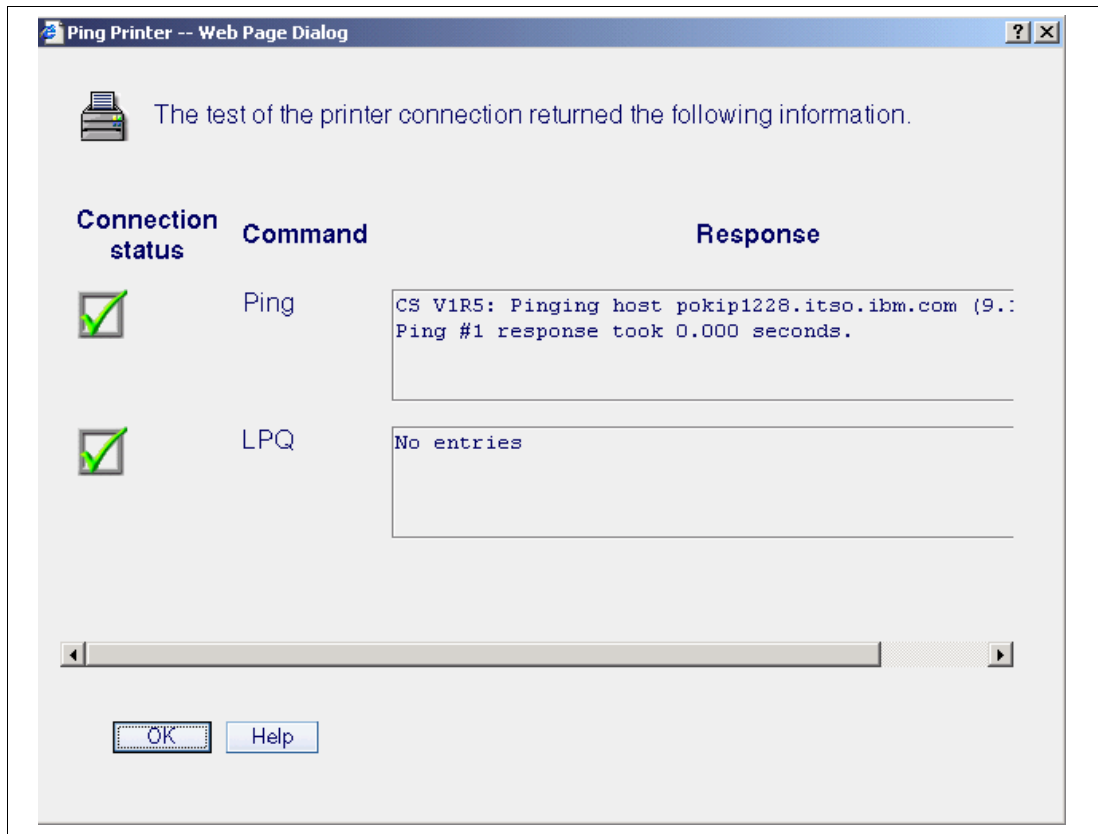 Ping Printer -- Web Page Dialog
The test of the printer connection returned the following information.
Connection status
Command
Response
Ping
CS V1R5: Pinging host pokip1228.itso.ibm.com (9.
Ping #1 response took 0.000 seconds.
LPQ
No entries
OK
Help